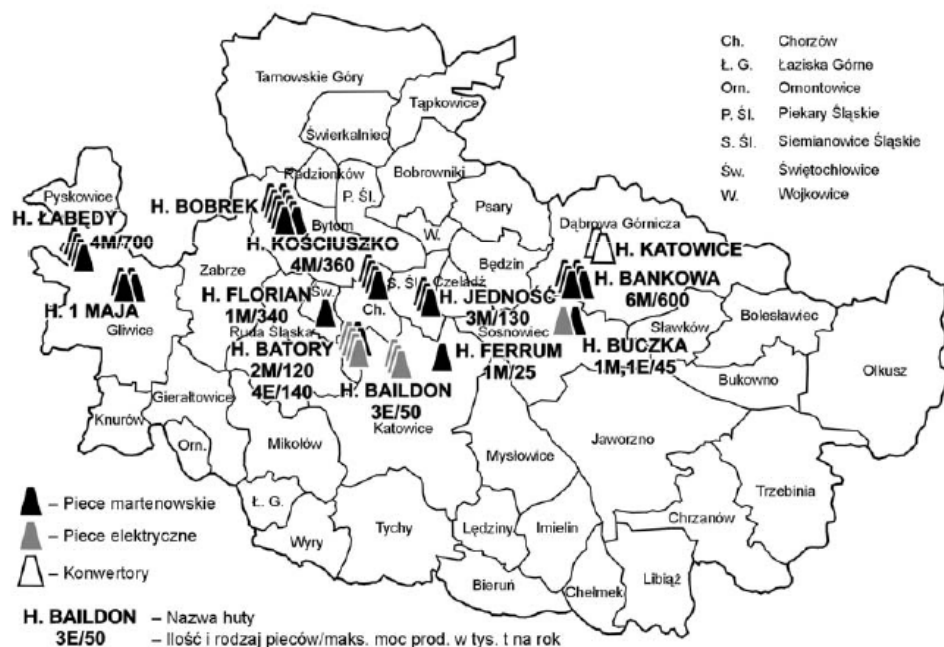 Ch. Chorzów
Ł. G. Łaziska Górne
Orn. Ornontowice
P. Śl. Piekary Śląskie
S. Śl. Siemianowice Śląskie
Św. Świętochłowice
W. Wojkowice
Tarnowskie Góry
Tąpkowice
Świerkalniec
Radzionków
P. Śl.
Bobrowniki
Psary
Pyskowice
H. ŁABĘDY
4M/700
H. BOBREK
Bytom
W.
Dąbrowa Górnicza
H. KATOWICE
H. KOŚCIUSZKO
4M/360
Zabrze
S. Śl.
Czeladź
Będzin
H. BANKOWA
6M/600
H. 1 MAJA
Gliwice
H. FLORIAN
1M/340
Św.
Ch.
H. JEDNOŚĆ
3M/130
Sosnowiec
Sławków
Bolesławiec
Ruda Śląska
H. BATORY
2M/120
4E/140
H. FERRUM
1M/25
H. BUCZKA
1M,1E/45
H. BAILDON
3E/50
Katowice
Bukowno
Olkusz
Knurów
Gierałtowice
Orn.
Mikołów
Mysłowice
Jaworzno
Ł. G.
Wyry
Tychy
Lędziny
Imielin
Chrzanów
Trzebinia
Bieruń
Chełmek
Libiąż
– Piece martenowskie
– Piece elektryczne
– Konwertory
H. BAILDON – Nazwa huty
3E/50 – Ilość i rodzaj pieców/maks. moc prod. w tys. t na rok